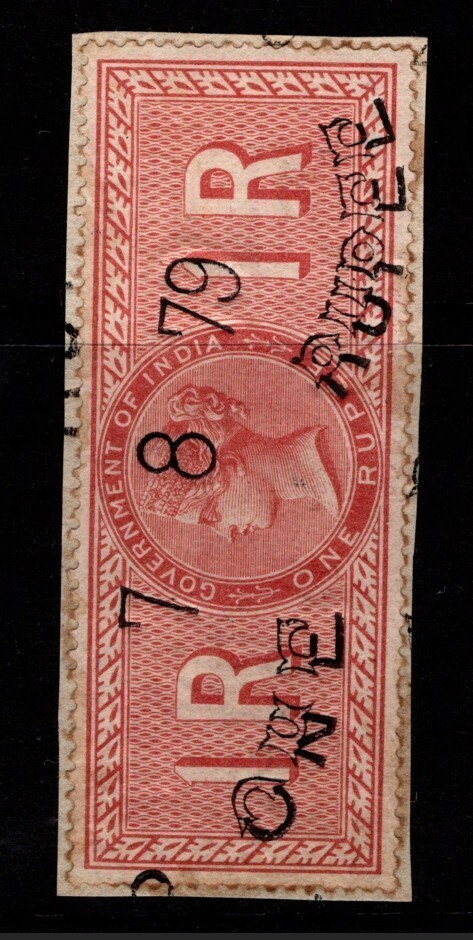 GOVERNMENT OF INDIA
ONE RUPEE
1R
1R
7 8 79
ONE RUPEE